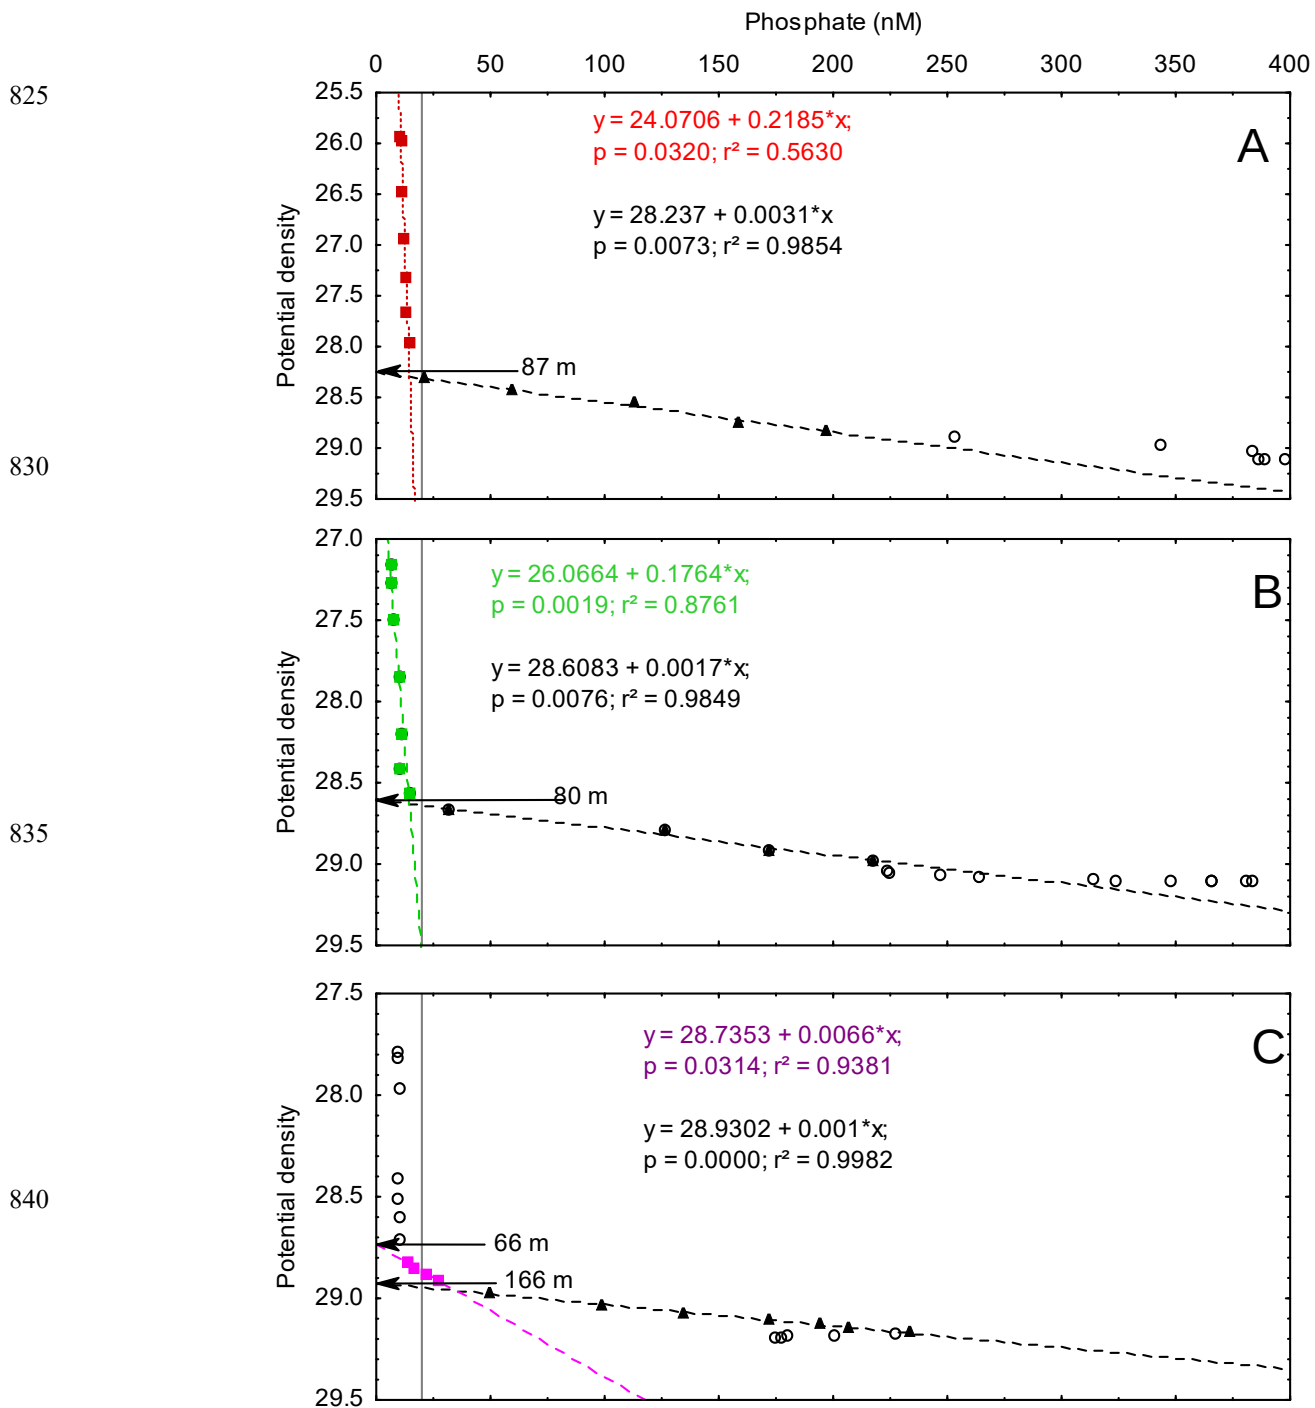 Phosphate (nM)
0 50 100 150 200 250 300 350 400
825
25.5
26.0
26.5
27.0
27.5
28.0
28.5
29.0
29.5
Potential density
y = 24.0706 + 0.2185*x;
p = 0.0320; r² = 0.5630
y = 28.237 + 0.0031*x
p = 0.0073; r² = 0.9854
A
87 m
830
27.0
27.5
28.0
28.5
29.0
29.5
Potential density
y = 26.0664 + 0.1764*x;
p = 0.0019; r² = 0.8761
y = 28.6083 + 0.0017*x;
p = 0.0076; r² = 0.9849
B
80 m
835
27.5
28.0
28.5
29.0
29.5
Potential density
y = 28.7353 + 0.0066*x;
p = 0.0314; r² = 0.9381
y = 28.9302 + 0.001*x;
p = 0.0000; r² = 0.9982
C
840
66 m
166 m